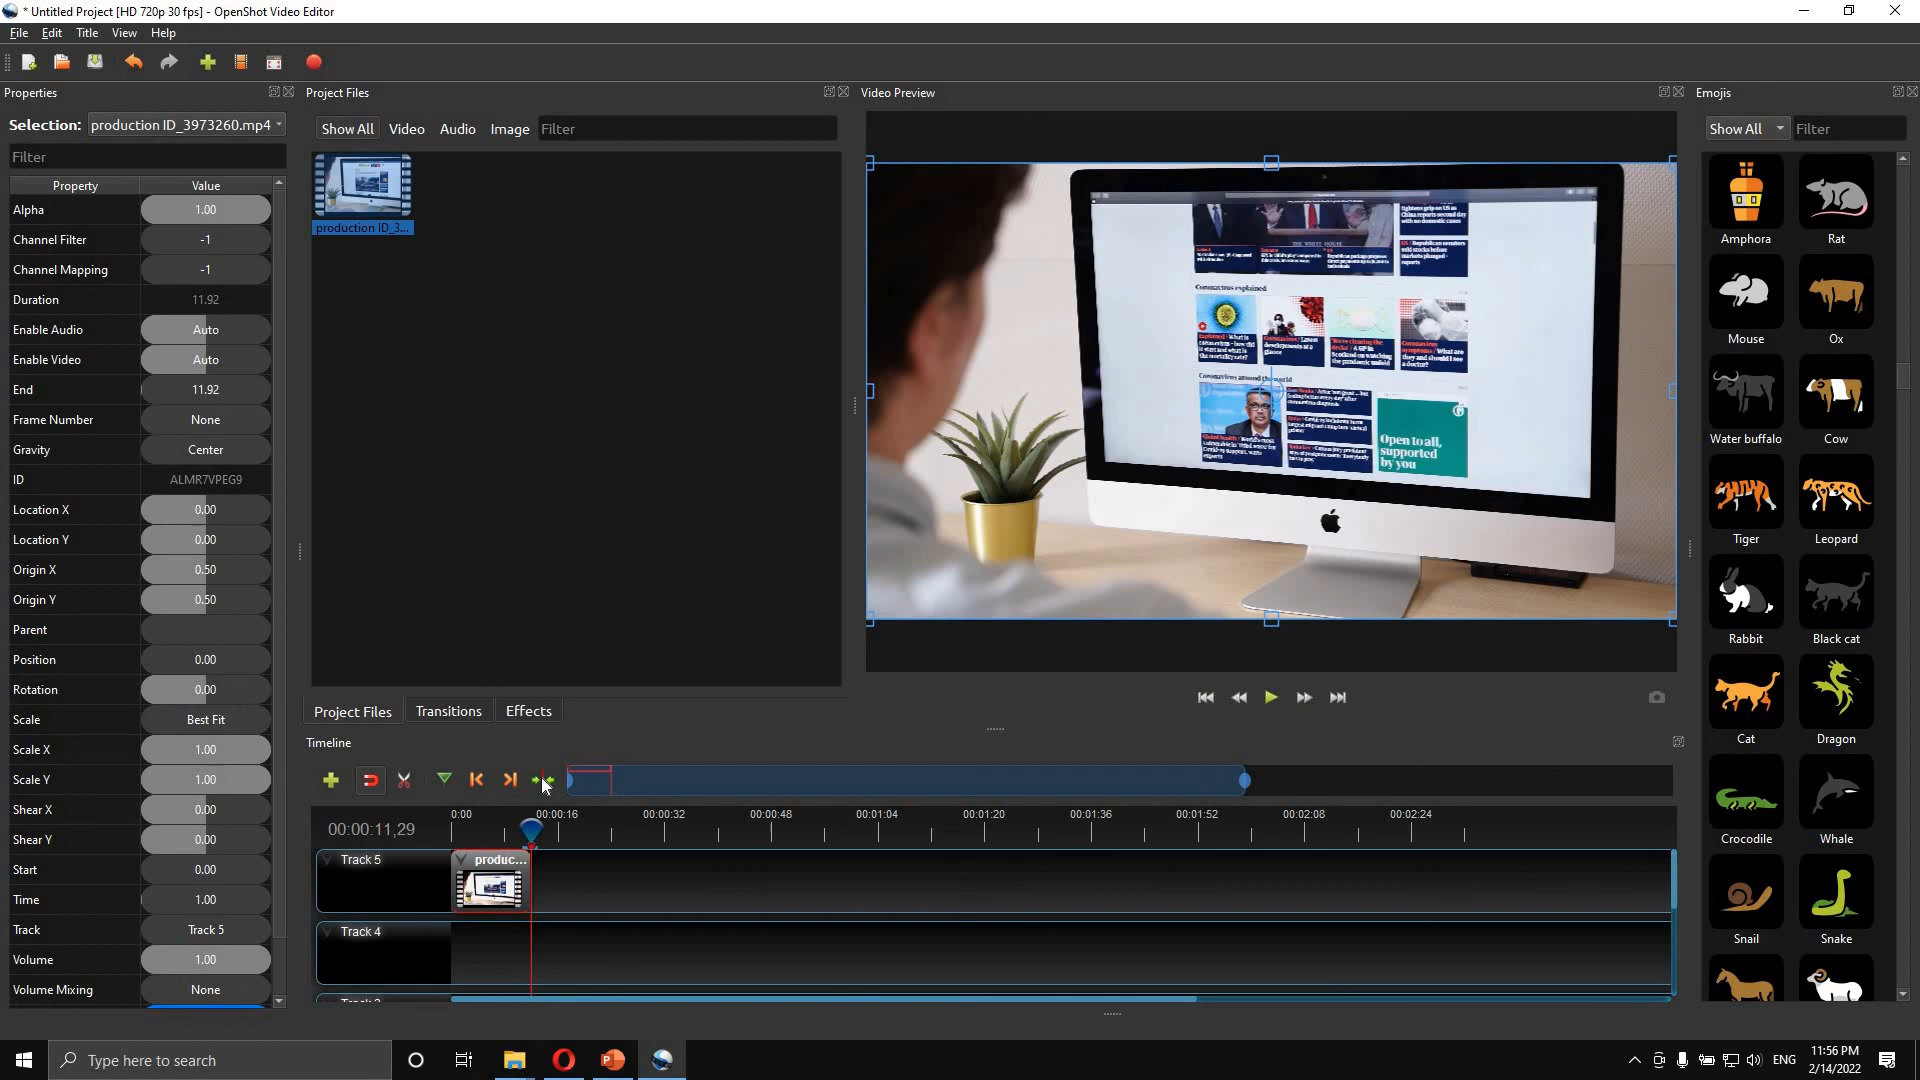 * Untitled Project [HD 720p 30 fps] - OpenShot Video Editor
File Edit Title View Help
Properties
Project Files
Video Preview
Emojis
Selection: production ID_3973260.mp4
Show All Video Audio Image Filter
Show All Filter
Filter
Property Value
Alpha 1.00
Channel Filter -1
Channel Mapping -1
Duration 11.92
Enable Audio Auto
Enable Video Auto
End 11.92
Frame Number None
Gravity Center
ID ALMR7VPEG9
Location X 0.00
Location Y 0.00
Origin X 0.50
Origin Y 0.50
Parent
Position 0.00
Rotation 0.00
Scale Best Fit
Scale X 1.00
Scale Y 1.00
Shear X 0.00
Shear Y 0.00
Start 0.00
Time 1.00
Track Track 5
Volume 1.00
Volume Mixing None
production ID_3...
THE WHITE HOUSE
Coronavirus explained
Coronavirus around the world
Open to all,
supported
by you
Amphora Rat
Mouse Ox
Water buffalo Cow
Tiger Leopard
Rabbit Black cat
Cat Dragon
Crocodile Whale
Snail Snake
Project Files Transitions Effects
Timeline
0:00 00:00:16 00:00:32 00:00:48 00:01:04 00:01:20 00:01:36 00:01:52 00:02:08 00:02:24
00:00:11,29
Track 5
produc...
Track 4
Type here to search
ENG
11:56 PM
2/14/2022